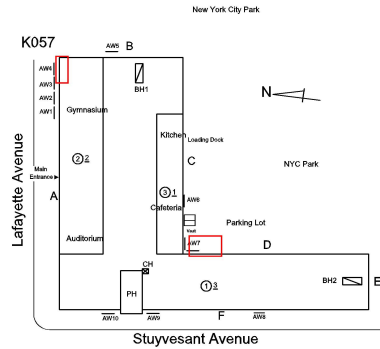 New York City Park
K057
AW5
B
AW4
AW3
AW2
AW1
BH1
N
Gymnasium
Kitchen
Loading Dock
② 2
C
NYC Park
Main
Entrance
Lafayette Avenue
A
③ 1
AW6
Cafeteria
Parking Lot
Vault
Auditorium
AW7
D
CH
BH2
E
PH
① 3
AW10
AW9
F
AW8
Stuyvesant Avenue